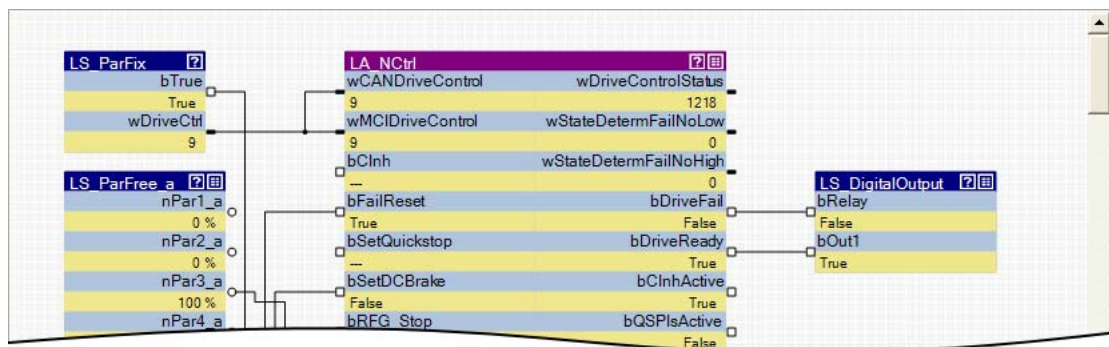 LS_ParFix
bTrue
True
wDriveCtrl
9
LS_ParFree_a
nPar1_a
0 %
nPar2_a
0 %
nPar3_a
100 %
nPar4_a
LA_NCtrl
wCANDriveControl wDriveControlStatus
9 1218
wMCIDriveControl wStateDetermFailNoLow
9 0
bCInh wStateDetermFailNoHigh
--- 0
bFailReset bDriveFail
True False
bSetQuickstop bDriveReady
--- True
bSetDCBrake bCInhActive
False True
bRFG_Stop bQSPIsActive
False
LS_DigitalOutput
bRelay
False
bOut1
True